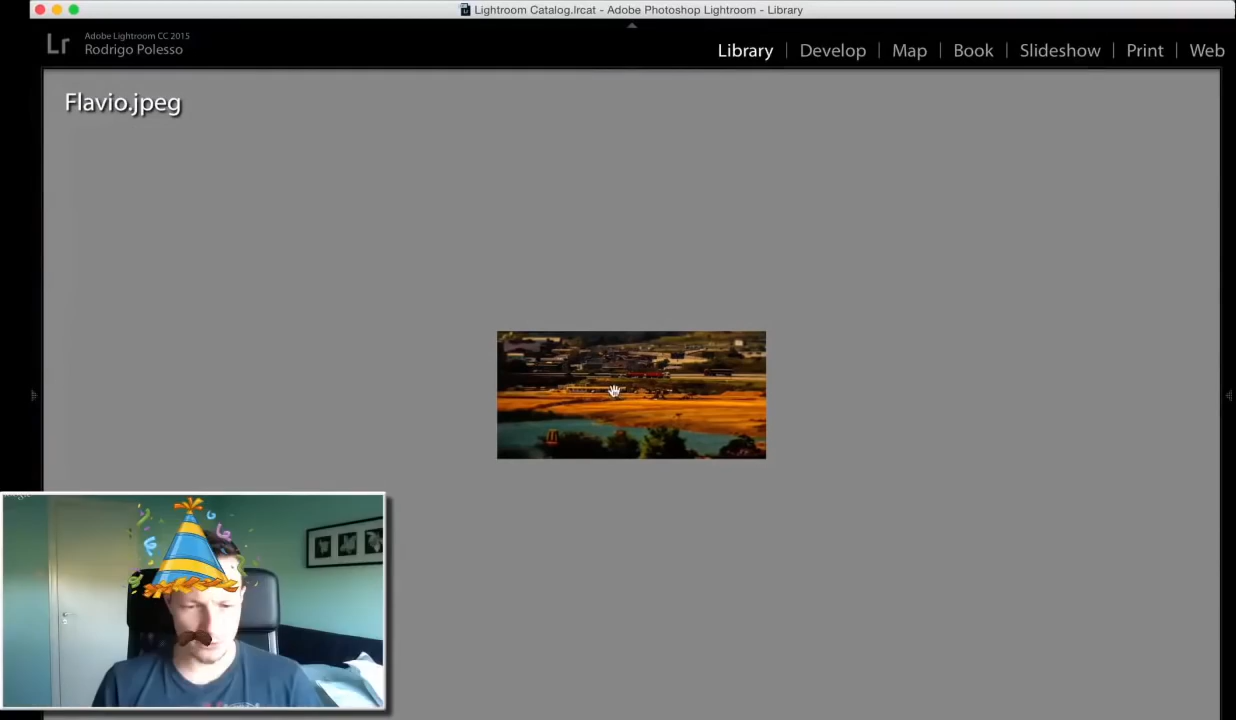 Lightroom Catalog.lrcat - Adobe Photoshop Lightroom - Library
Lr
Adobe Lightroom CC 2015
Rodrigo Polesso
Library | Develop | Map | Book | Slideshow | Print | Web
Flavio.jpeg